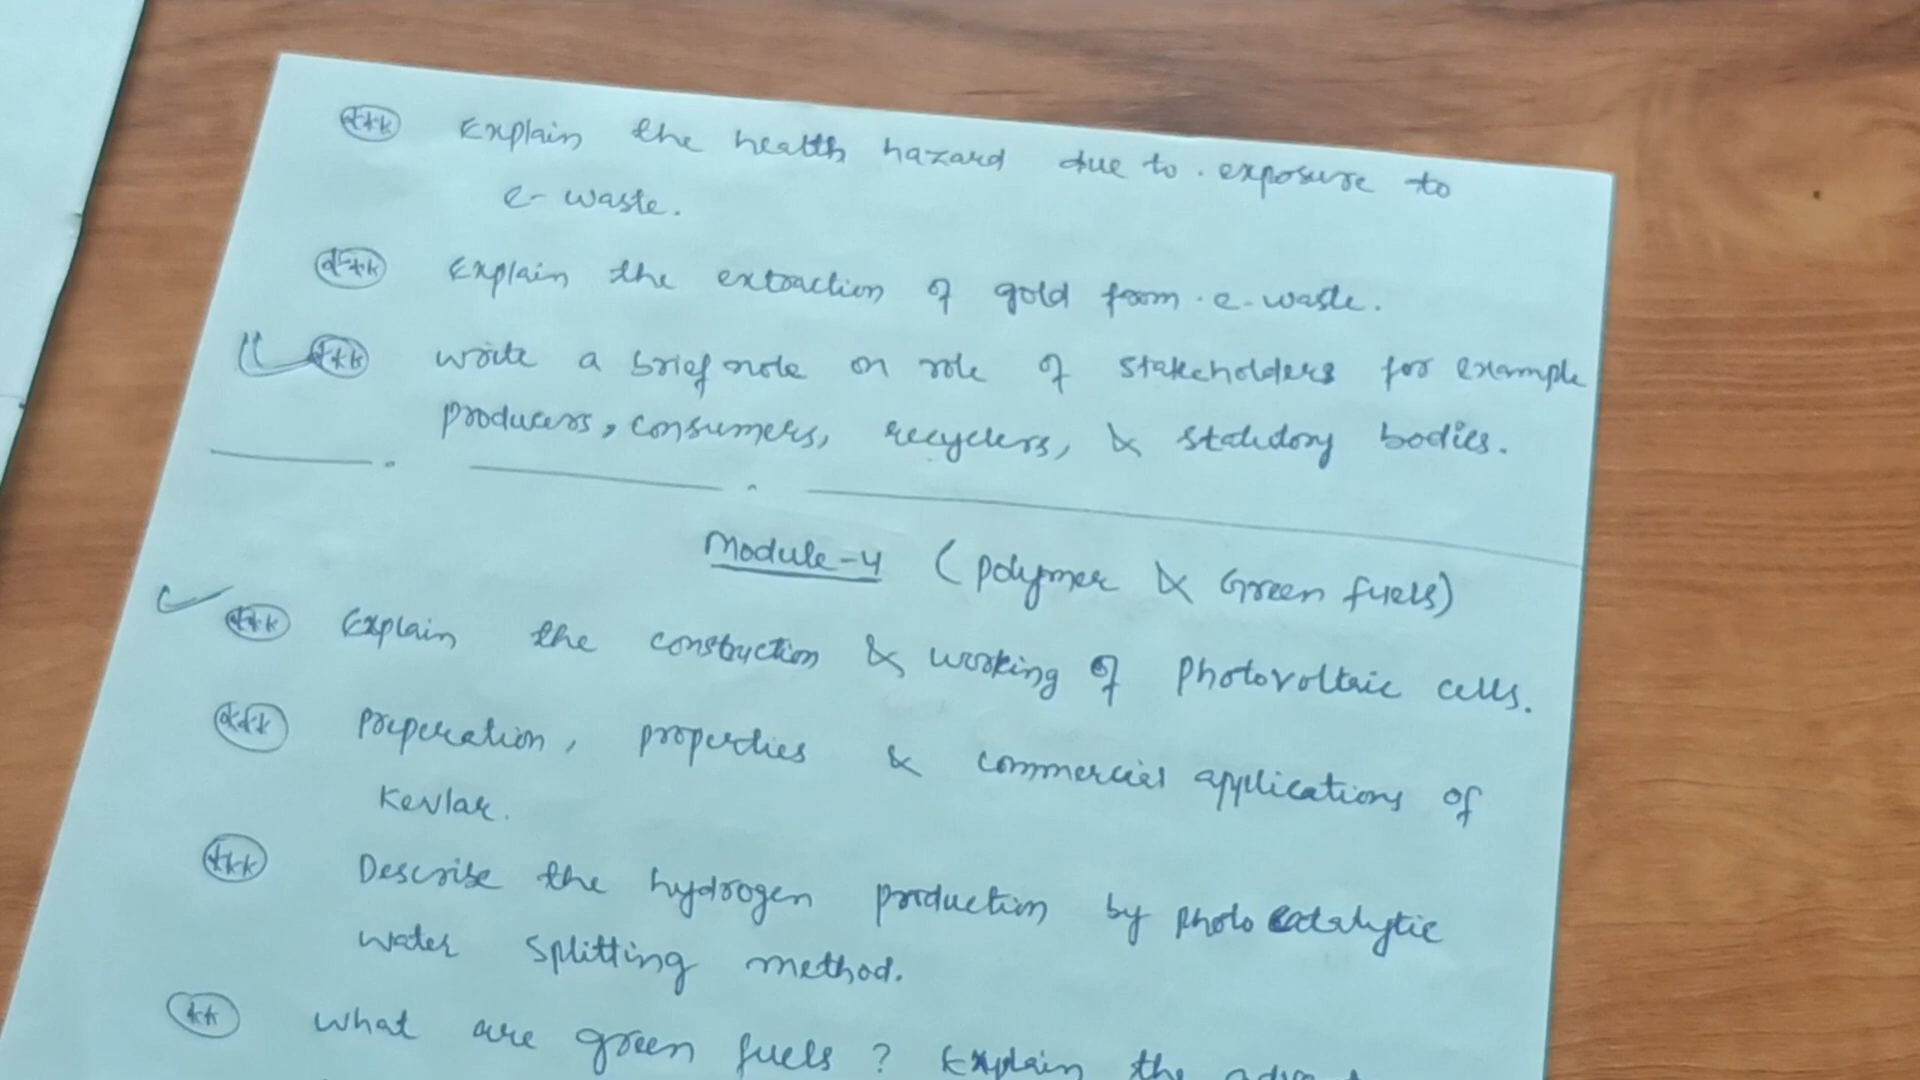 *** Explain the health hazard due to exposure to
e-waste.
*** Explain the extraction of gold from e-waste.
*** write a brief note on role of stakeholders for example
producers, consumers, recyclers, & statutory bodies.
Module-4 (polymer & Green fuels)
*** Explain the construction & working of Photovoltaic cells.
*** preperation, properties & commercial applications of
Kevlar.
*** Describe the hydrogen production by photo catalytic
water splitting method.
** What are green fuels? Explain the